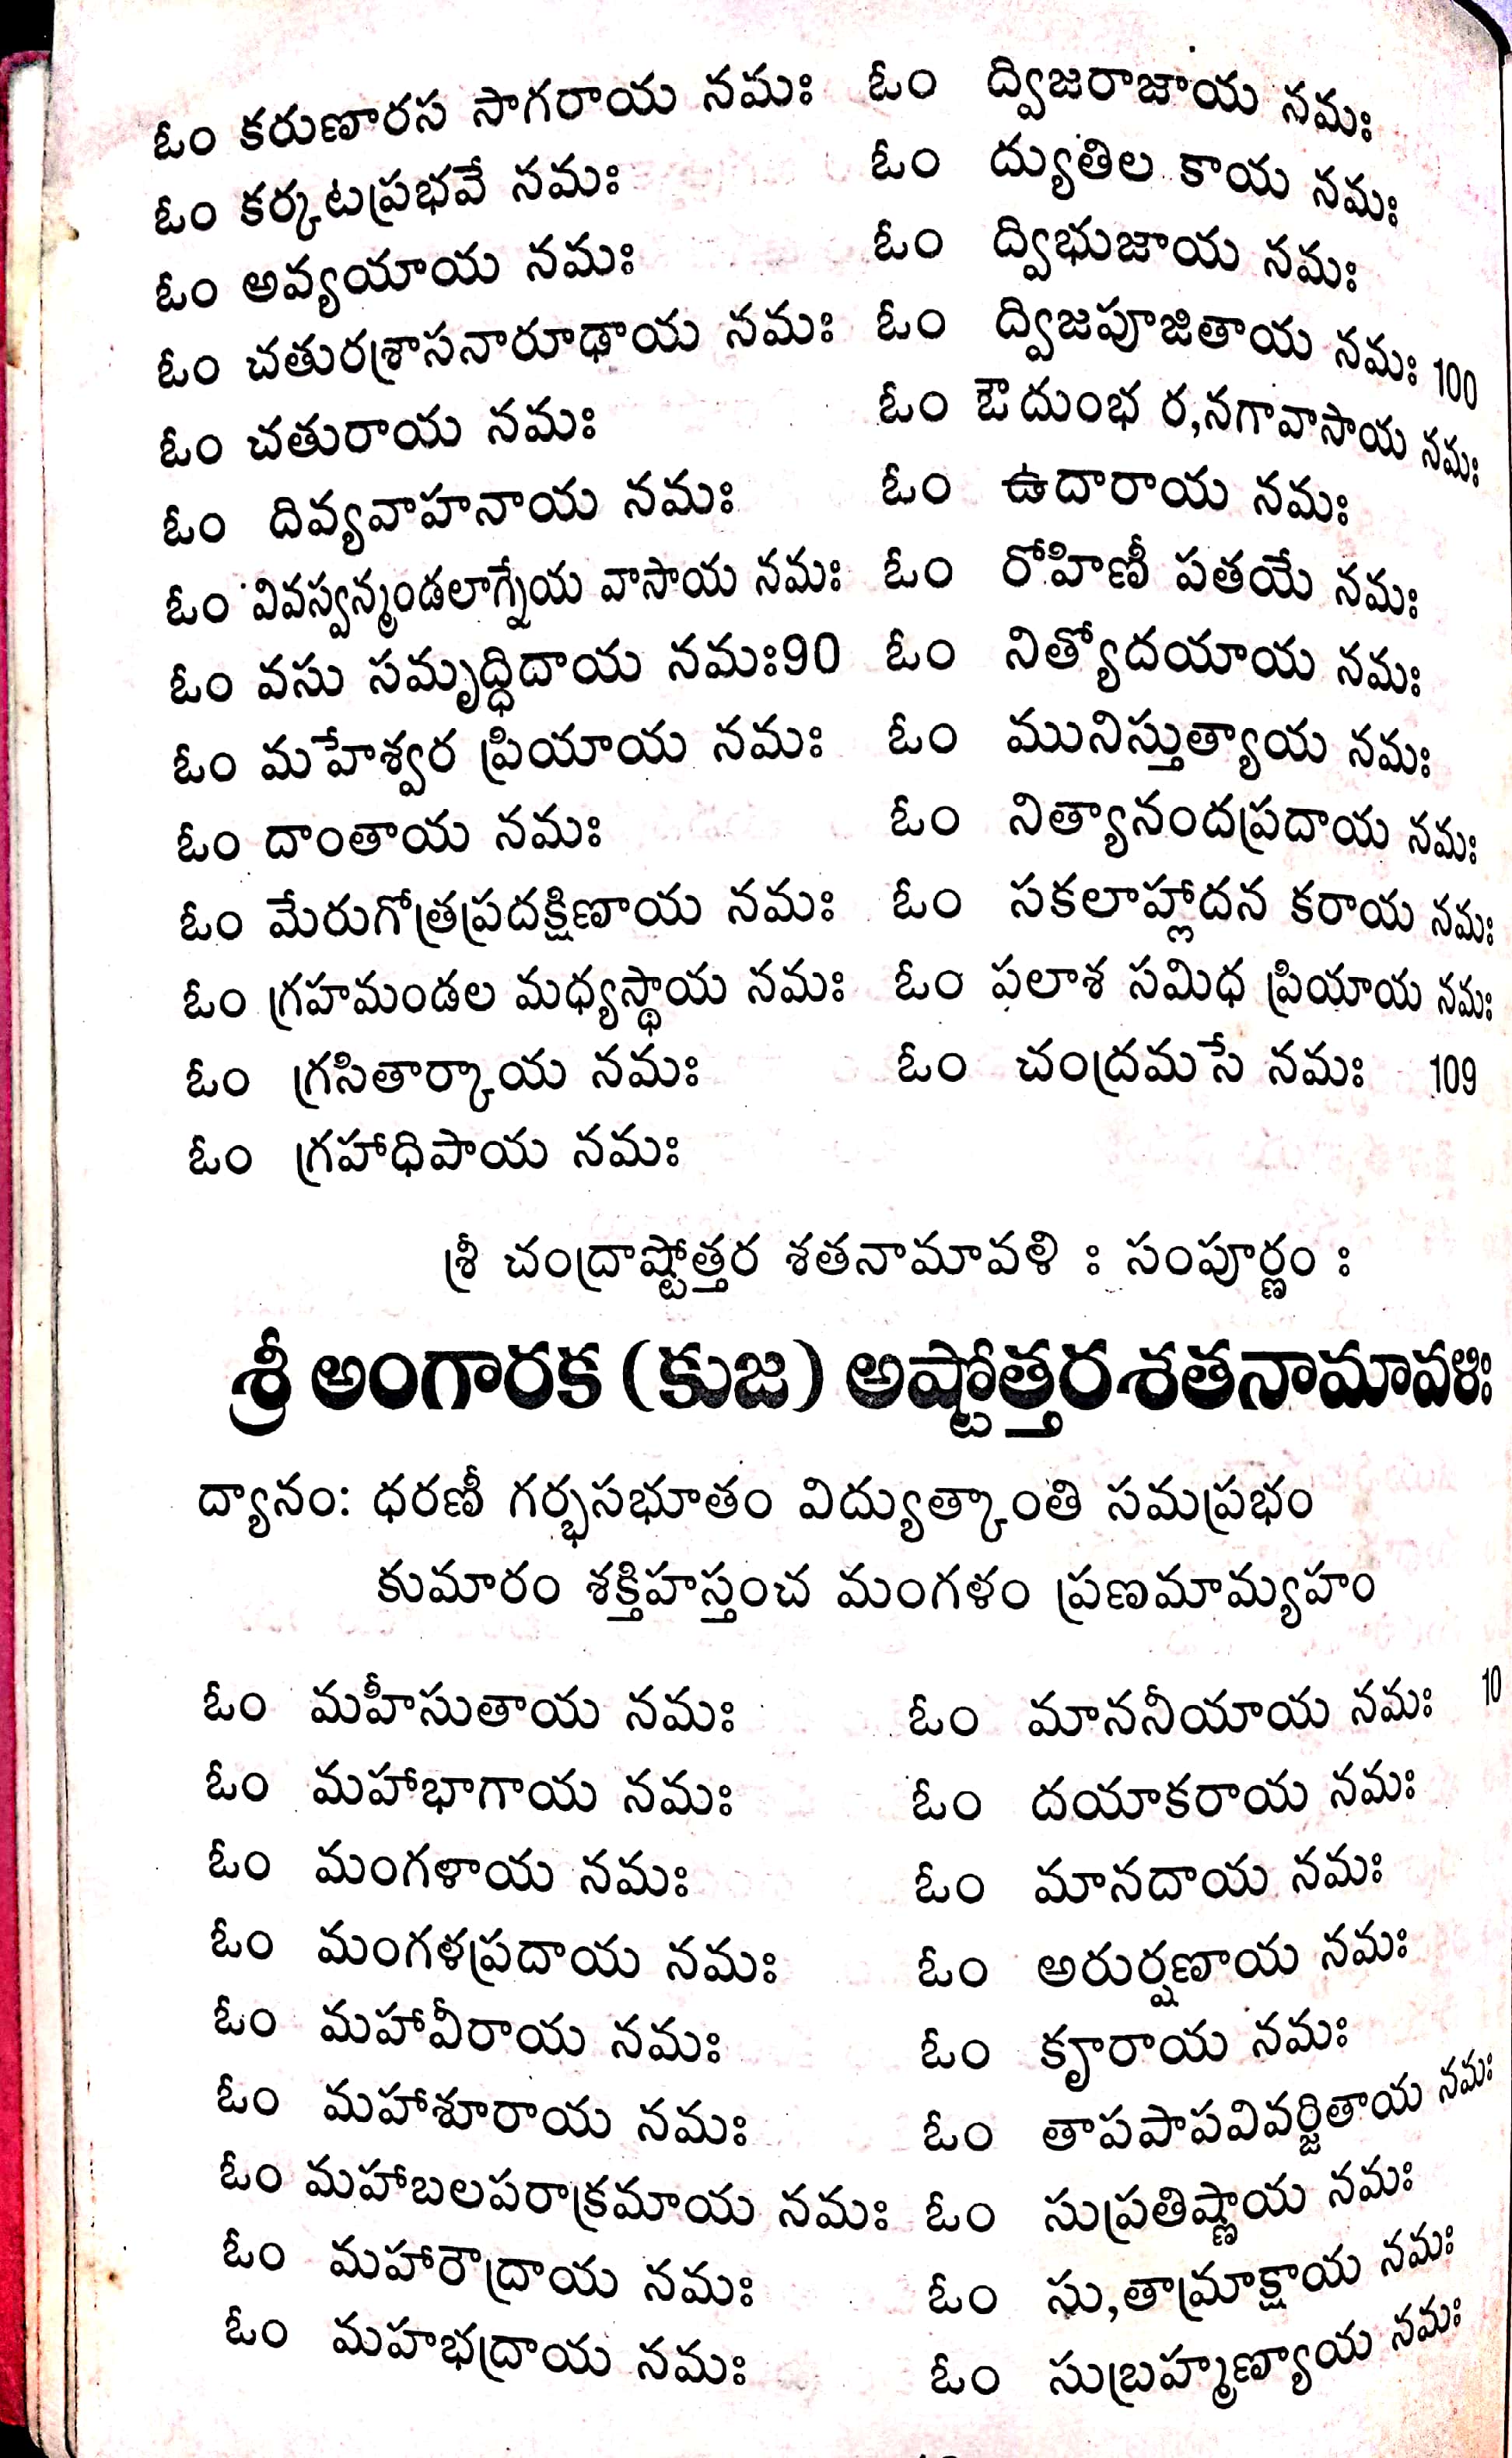 ఓం కరుణారస సాగరాయ నమః
ఓం కర్కటప్రభవే నమః
ఓం అవ్యయాయ నమః
ఓం చతురశ్రాసనారూఢాయ నమః
ఓం చతురాయ నమః
ఓం దివ్యవాహనాయ నమః
ఓం వివస్వన్మండలాగ్నేయ వాసాయ నమః
ఓం వసు సమృద్ధిదాయ నమః90
ఓం మహేశ్వర ప్రియాయ నమః
ఓం దాంతాయ నమః
ఓం మేరుగోత్రప్రదక్షిణాయ నమః
ఓం గ్రహమండల మధ్యస్థాయ నమః
ఓం గ్రసితార్కాయ నమః
ఓం గ్రహాధిపాయ నమః
ఓం ద్విజరాజాయ నమః
ఓం ద్యుతిల కాయ నమః
ఓం ద్విభుజాయ నమః
ఓం ద్విజపూజితాయ నమః 100
ఓం ఔదుంభ ర,నగావాసాయ నమః
ఓం ఉదారాయ నమః
ఓం రోహిణీ పతయే నమః
ఓం నిత్యోదయాయ నమః
ఓం మునిస్తుత్యాయ నమః
ఓం నిత్యానందప్రదాయ నమః
ఓం సకలాహ్లాదన కరాయ నమః
ఓం పలాశ సమిధ ప్రియాయ నమః
ఓం చంద్రమసే నమః 109
శ్రీ చంద్రాష్టోత్తర శతనామావళి ః సంపూర్ణం ః
శ్రీ అంగారక (కుజ) అష్టోత్తరశతనామావళిః
ద్యానం: ధరణీ గర్భసభూతం విద్యుత్కాంతి సమప్రభం
కుమారం శక్తిహస్తంచ మంగళం ప్రణమామ్యహం
ఓం మహీసుతాయ నమః
ఓం మహాభాగాయ నమః
ఓం మంగళాయ నమః
ఓం మంగళప్రదాయ నమః
ఓం మహావీరాయ నమః
ఓం మహాశూరాయ నమః
ఓం మహాబలపరాక్రమాయ నమః
ఓం మహారౌద్రాయ నమః
ఓం మహభద్రాయ నమః
ఓం మాననీయాయ నమః 10
ఓం దయాకరాయ నమః
ఓం మానదాయ నమః
ఓం అరుర్షణాయ నమః
ఓం కౄరాయ నమః
ఓం తాపపాపవివర్జితాయ నమః
ఓం సుప్రతిష్ణాయ నమః
ఓం సు,తామ్రాక్షాయ నమః
ఓం సుబ్రహ్మణ్యాయ నమః